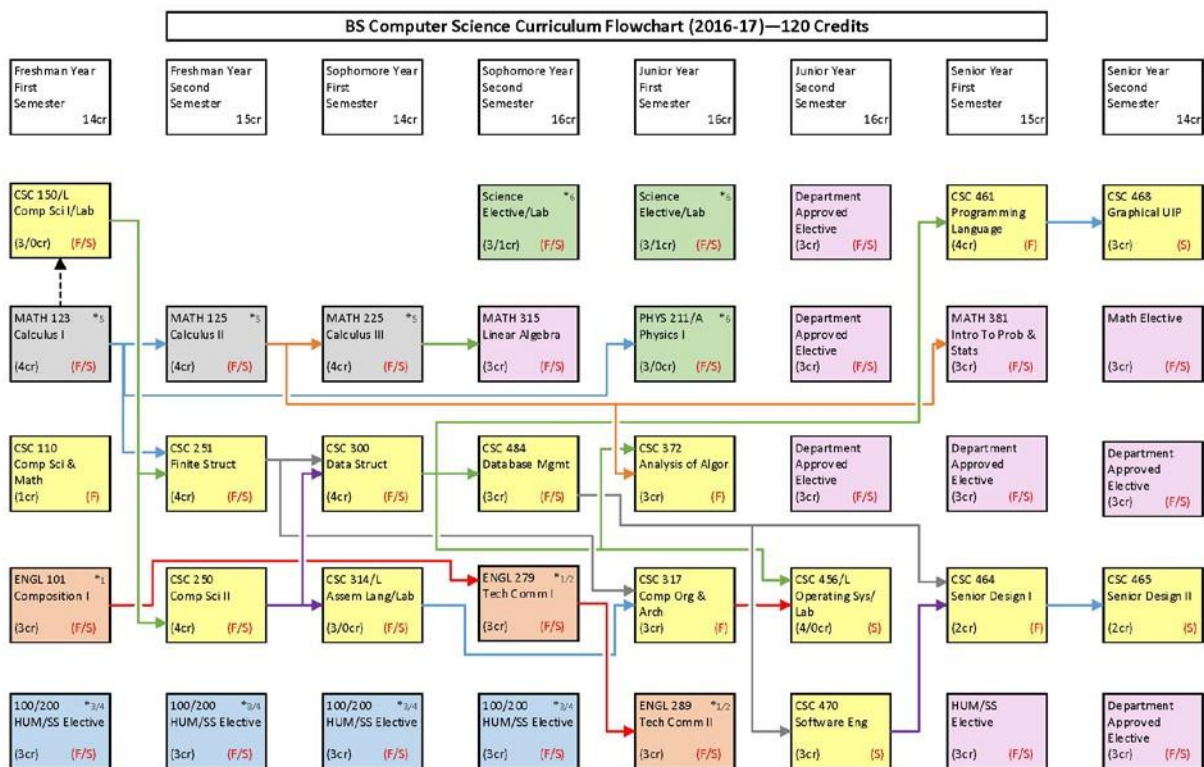 BS Computer Science Curriculum Flowchart (2016-17)—120 Credits
Freshman Year
First
Semester
14cr
Freshman Year
Second
Semester
15cr
Sophomore Year
First
Semester
14cr
Sophomore Year
Second
Semester
16cr
Junior Year
First
Semester
16cr
Junior Year
Second
Semester
16cr
Senior Year
First
Semester
15cr
Senior Year
Second
Semester
14cr
CSC 150/L
Comp Sci I/Lab
(3/0cr) (F/S)
Science *6
Elective/Lab
(3/1cr) (F/S)
Science *6
Elective/Lab
(3/1cr) (F/S)
Department
Approved
Elective
(3cr) (F/S)
CSC 461
Programming
Language
(4cr) (F)
CSC 468
Graphical UIP
(3cr) (S)
MATH 123 *5
Calculus I
(4cr) (F/S)
MATH 125 *5
Calculus II
(4cr) (F/S)
MATH 225 *5
Calculus III
(4cr) (F/S)
MATH 315
Linear Algebra
(3cr) (F/S)
PHYS 211/A *6
Physics I
(3/0cr) (F/S)
Department
Approved
Elective
(3cr) (F/S)
MATH 381
Intro To Prob &
Stats
(3cr) (F/S)
Math Elective
(3cr) (F/S)
CSC 110
Comp Sci &
Math
(1cr) (F)
CSC 251
Finite Struct
(4cr) (F/S)
CSC 300
Data Struct
(4cr) (F/S)
CSC 484
Database Mgmt
(3cr) (F/S)
CSC 372
Analysis of Algor
(3cr) (F)
Department
Approved
Elective
(3cr) (F/S)
Department
Approved
Elective
(3cr) (F/S)
Department
Approved
Elective
(3cr) (F/S)
ENGL 101 *1
Composition I
(3cr) (F/S)
CSC 250
Comp Sci II
(4cr) (F/S)
CSC 314/L
Assem Lang/Lab
(3/0cr) (F/S)
ENGL 279 *1/2
Tech Comm I
(3cr) (F/S)
CSC 317
Comp Org &
Arch
(3cr) (F)
CSC 456/L
Operating Sys/
Lab
(4/0cr) (S)
CSC 464
Senior Design I
(2cr) (F)
CSC 465
Senior Design II
(2cr) (S)
100/200 *3/4
HUM/SS Elective
(3cr) (F/S)
100/200 *3/4
HUM/SS Elective
(3cr) (F/S)
100/200 *3/4
HUM/SS Elective
(3cr) (F/S)
100/200 *3/4
HUM/SS Elective
(3cr) (F/S)
ENGL 289 *1/2
Tech Comm II
(3cr) (F/S)
CSC 470
Software Eng
(3cr) (S)
HUM/SS
Elective
(3cr) (F/S)
Department
Approved
Elective
(3cr) (F/S)